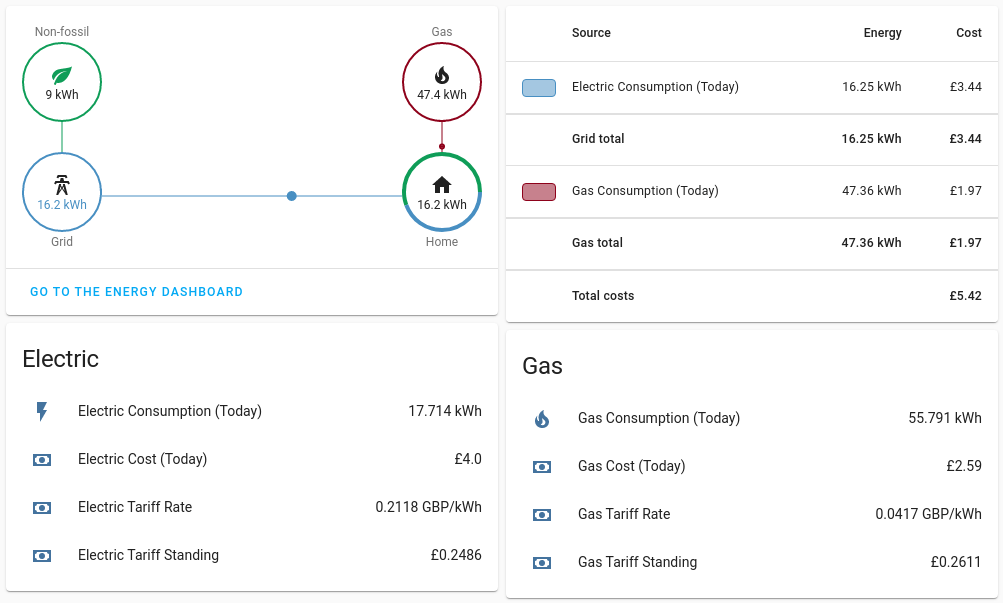 Non-fossil
9 kWh
Gas
47.4 kWh
16.2 kWh
Grid
16.2 kWh
Home
GO TO THE ENERGY DASHBOARD
Source Energy Cost
Electric Consumption (Today) 16.25 kWh £3.44
Grid total 16.25 kWh £3.44
Gas Consumption (Today) 47.36 kWh £1.97
Gas total 47.36 kWh £1.97
Total costs £5.42
Electric
Electric Consumption (Today) 17.714 kWh
Electric Cost (Today) £4.0
Electric Tariff Rate 0.2118 GBP/kWh
Electric Tariff Standing £0.2486
Gas
Gas Consumption (Today) 55.791 kWh
Gas Cost (Today) £2.59
Gas Tariff Rate 0.0417 GBP/kWh
Gas Tariff Standing £0.2611